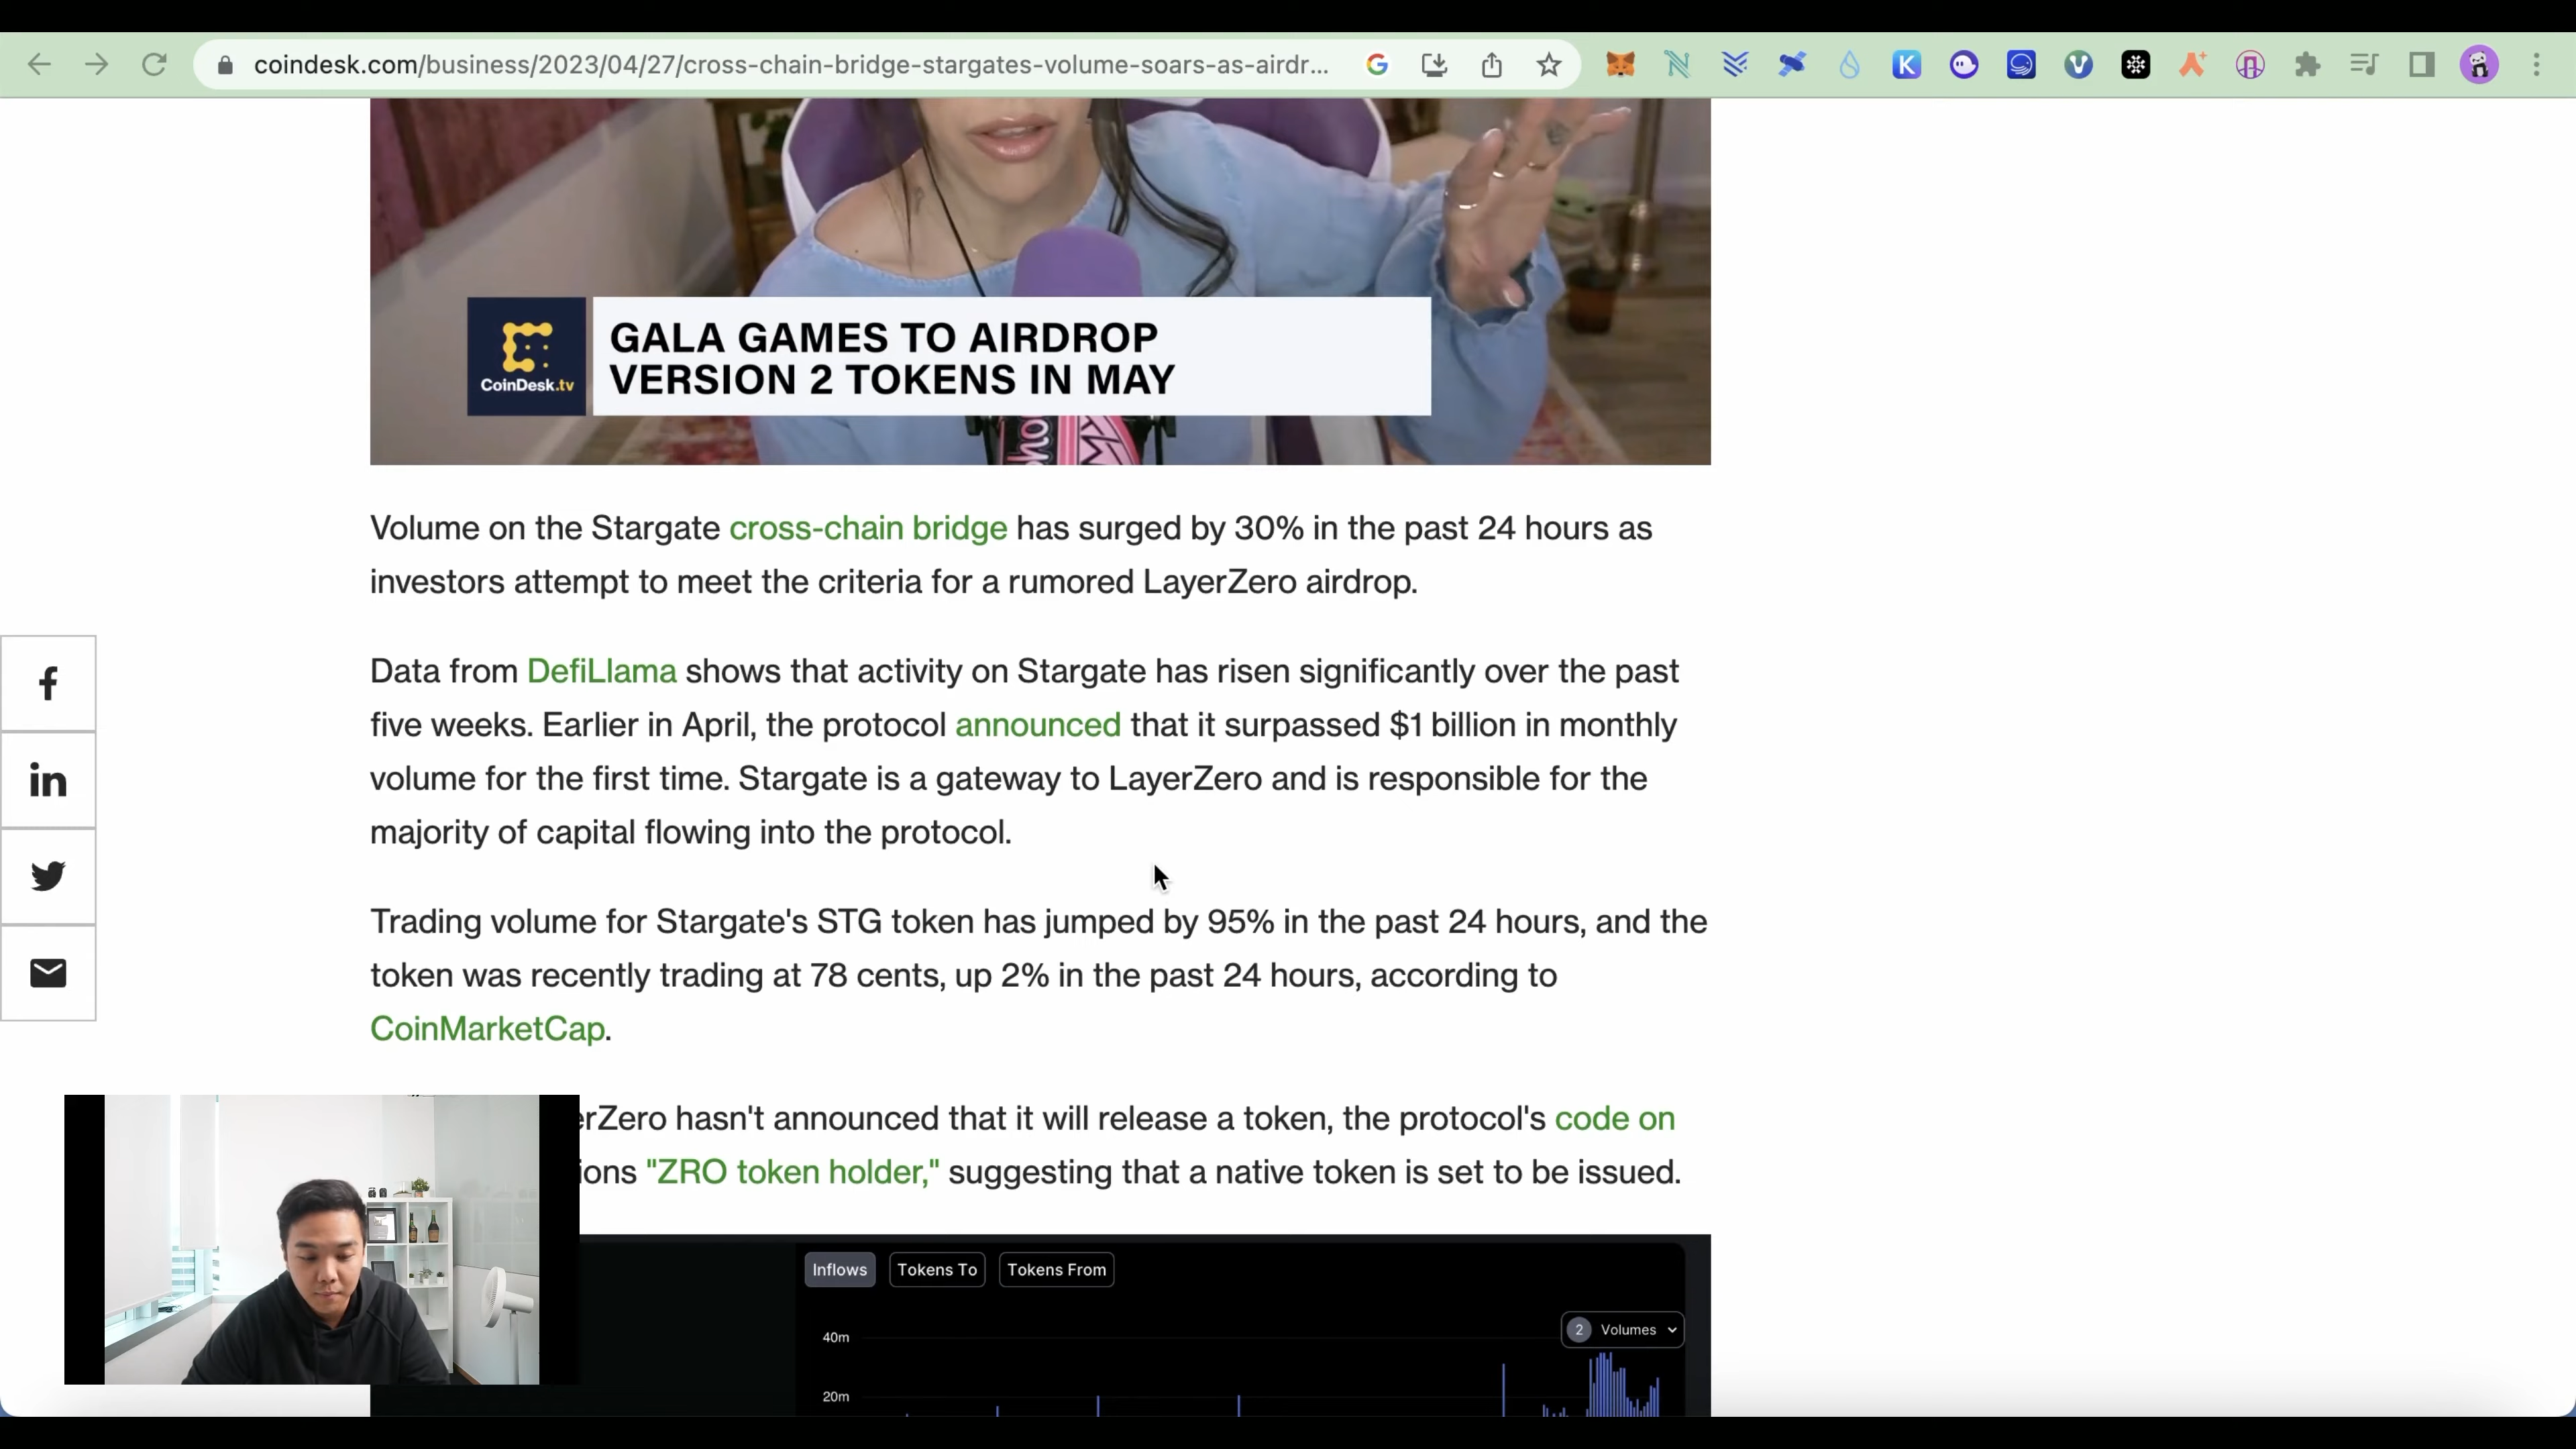 coindesk.com/business/2023/04/27/cross-chain-bridge-stargates-volume-soars-as-airdr...
CoinDesk.tv
GALA GAMES TO AIRDROP
VERSION 2 TOKENS IN MAY
Volume on the Stargate cross-chain bridge has surged by 30% in the past 24 hours as
investors attempt to meet the criteria for a rumored LayerZero airdrop.
Data from DefiLlama shows that activity on Stargate has risen significantly over the past
five weeks. Earlier in April, the protocol announced that it surpassed $1 billion in monthly
volume for the first time. Stargate is a gateway to LayerZero and is responsible for the
majority of capital flowing into the protocol.
Trading volume for Stargate's STG token has jumped by 95% in the past 24 hours, and the
token was recently trading at 78 cents, up 2% in the past 24 hours, according to
CoinMarketCap.
erZero hasn't announced that it will release a token, the protocol's code on
ions "ZRO token holder," suggesting that a native token is set to be issued.
Inflows Tokens To Tokens From
2 Volumes
40m
20m